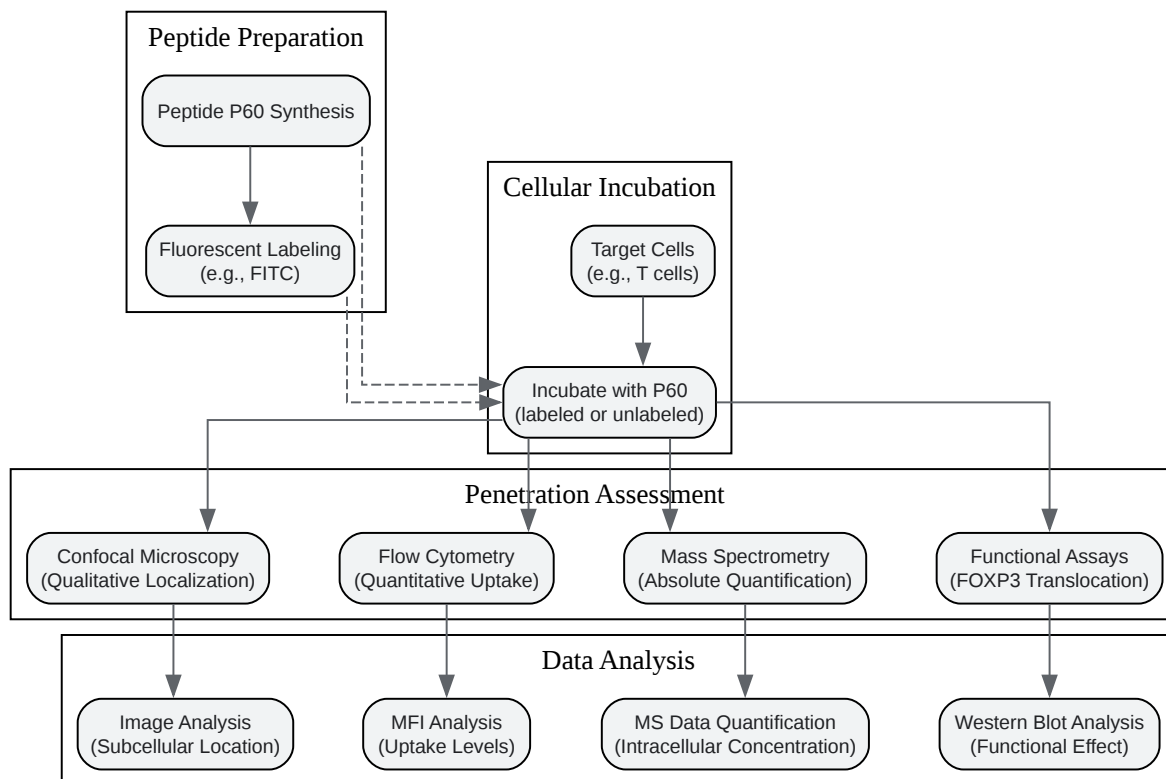 Peptide Preparation
Peptide P60 Synthesis
Fluorescent Labeling
(e.g., FITC)
Cellular Incubation
Target Cells
(e.g., T cells)
Incubate with P60
(labeled or unlabeled)
Penetration Assessment
Confocal Microscopy
(Qualitative Localization)
Flow Cytometry
(Quantitative Uptake)
Mass Spectrometry
(Absolute Quantification)
Functional Assays
(FOXP3 Translocation)
Data Analysis
Image Analysis
(Subcellular Location)
MFI Analysis
(Uptake Levels)
MS Data Quantification
(Intracellular Concentration)
Western Blot Analysis
(Functional Effect)